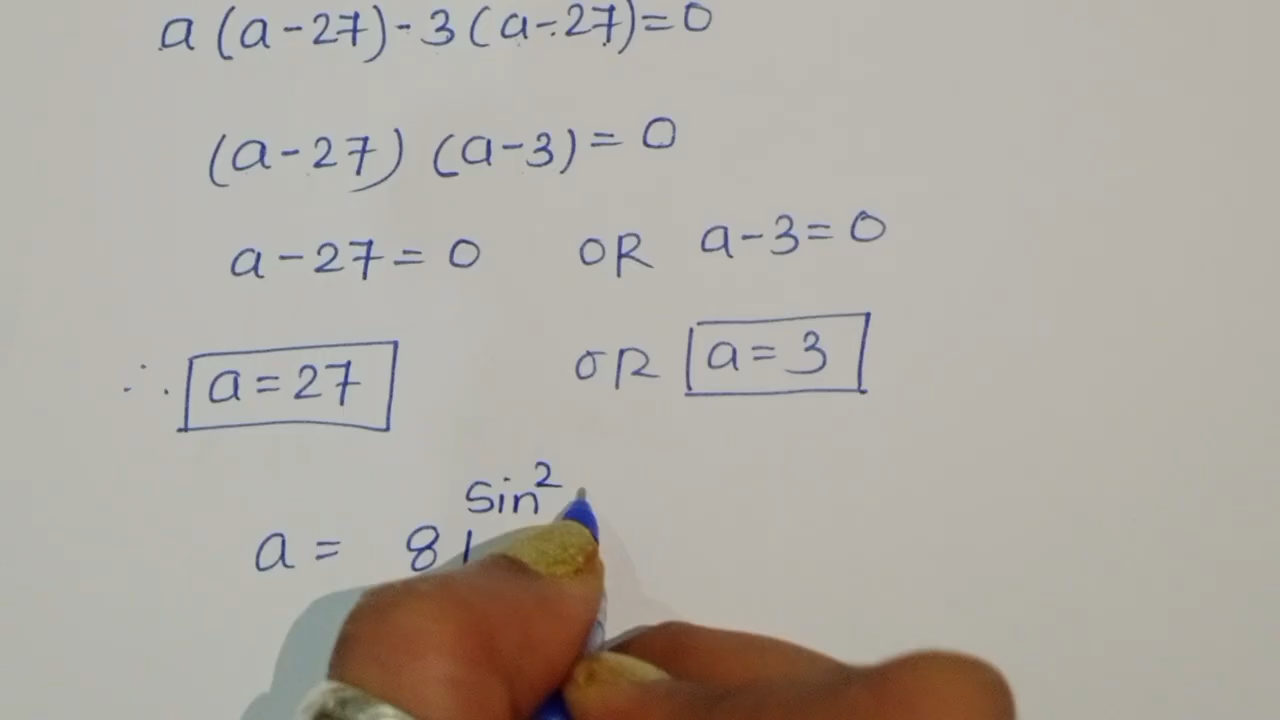 a(a-27)-3(a-27)=0
(a-27) (a-3)=0
a-27=0 OR a-3=0
∴ a=27 OR a=3
a = 81^sin²